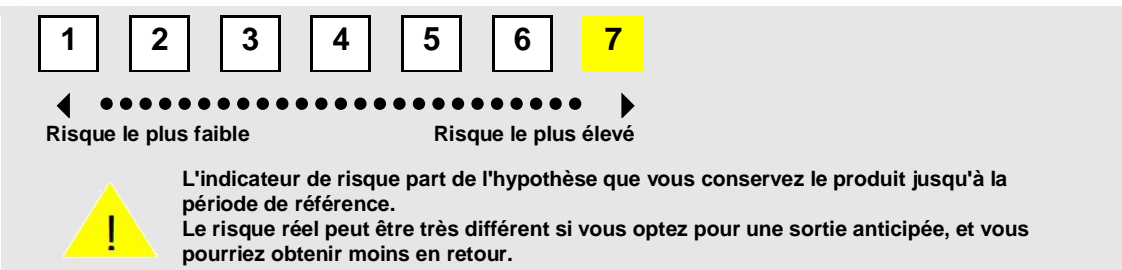 1 2 3 4 5 6 7
Risque le plus faible Risque le plus élevé
L'indicateur de risque part de l'hypothèse que vous conservez le produit jusqu'à la
période de référence.
Le risque réel peut être très différent si vous optez pour une sortie anticipée, et vous
pourriez obtenir moins en retour.
!